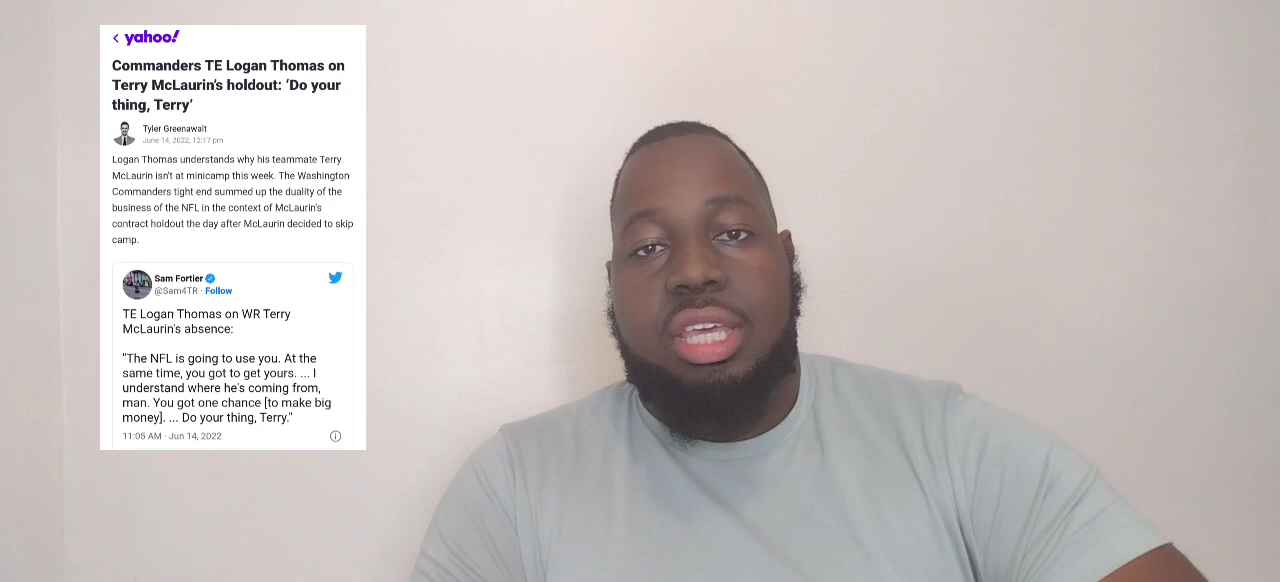 < yahoo!
Commanders TE Logan Thomas on
Terry McLaurin's holdout: ‘Do your
thing, Terry’
Tyler Greenawalt
June 14, 2022, 12:17 pm
Logan Thomas understands why his teammate Terry
McLaurin isn't at minicamp this week. The Washington
Commanders tight end summed up the duality of the
business of the NFL in the context of McLaurin's
contract holdout the day after McLaurin decided to skip
camp.
Sam Fortier
@Sam4TR · Follow
TE Logan Thomas on WR Terry
McLaurin's absence:
"The NFL is going to use you. At the
same time, you got to get yours. ... I
understand where he's coming from,
man. You got one chance [to make big
money]. ... Do your thing, Terry."
11:05 AM · Jun 14, 2022